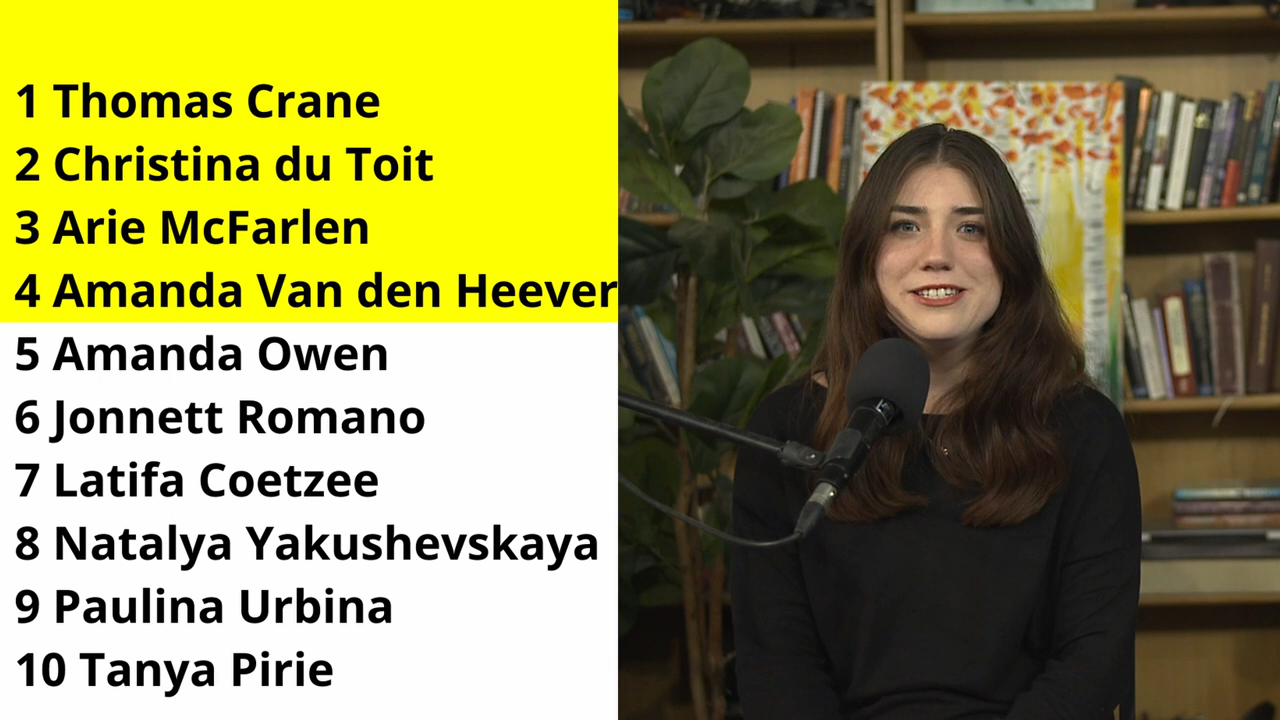 1 Thomas Crane
2 Christina du Toit
3 Arie McFarlen
4 Amanda Van den Heever
5 Amanda Owen
6 Jonnett Romano
7 Latifa Coetzee
8 Natalya Yakushevskaya
9 Paulina Urbina
10 Tanya Pirie